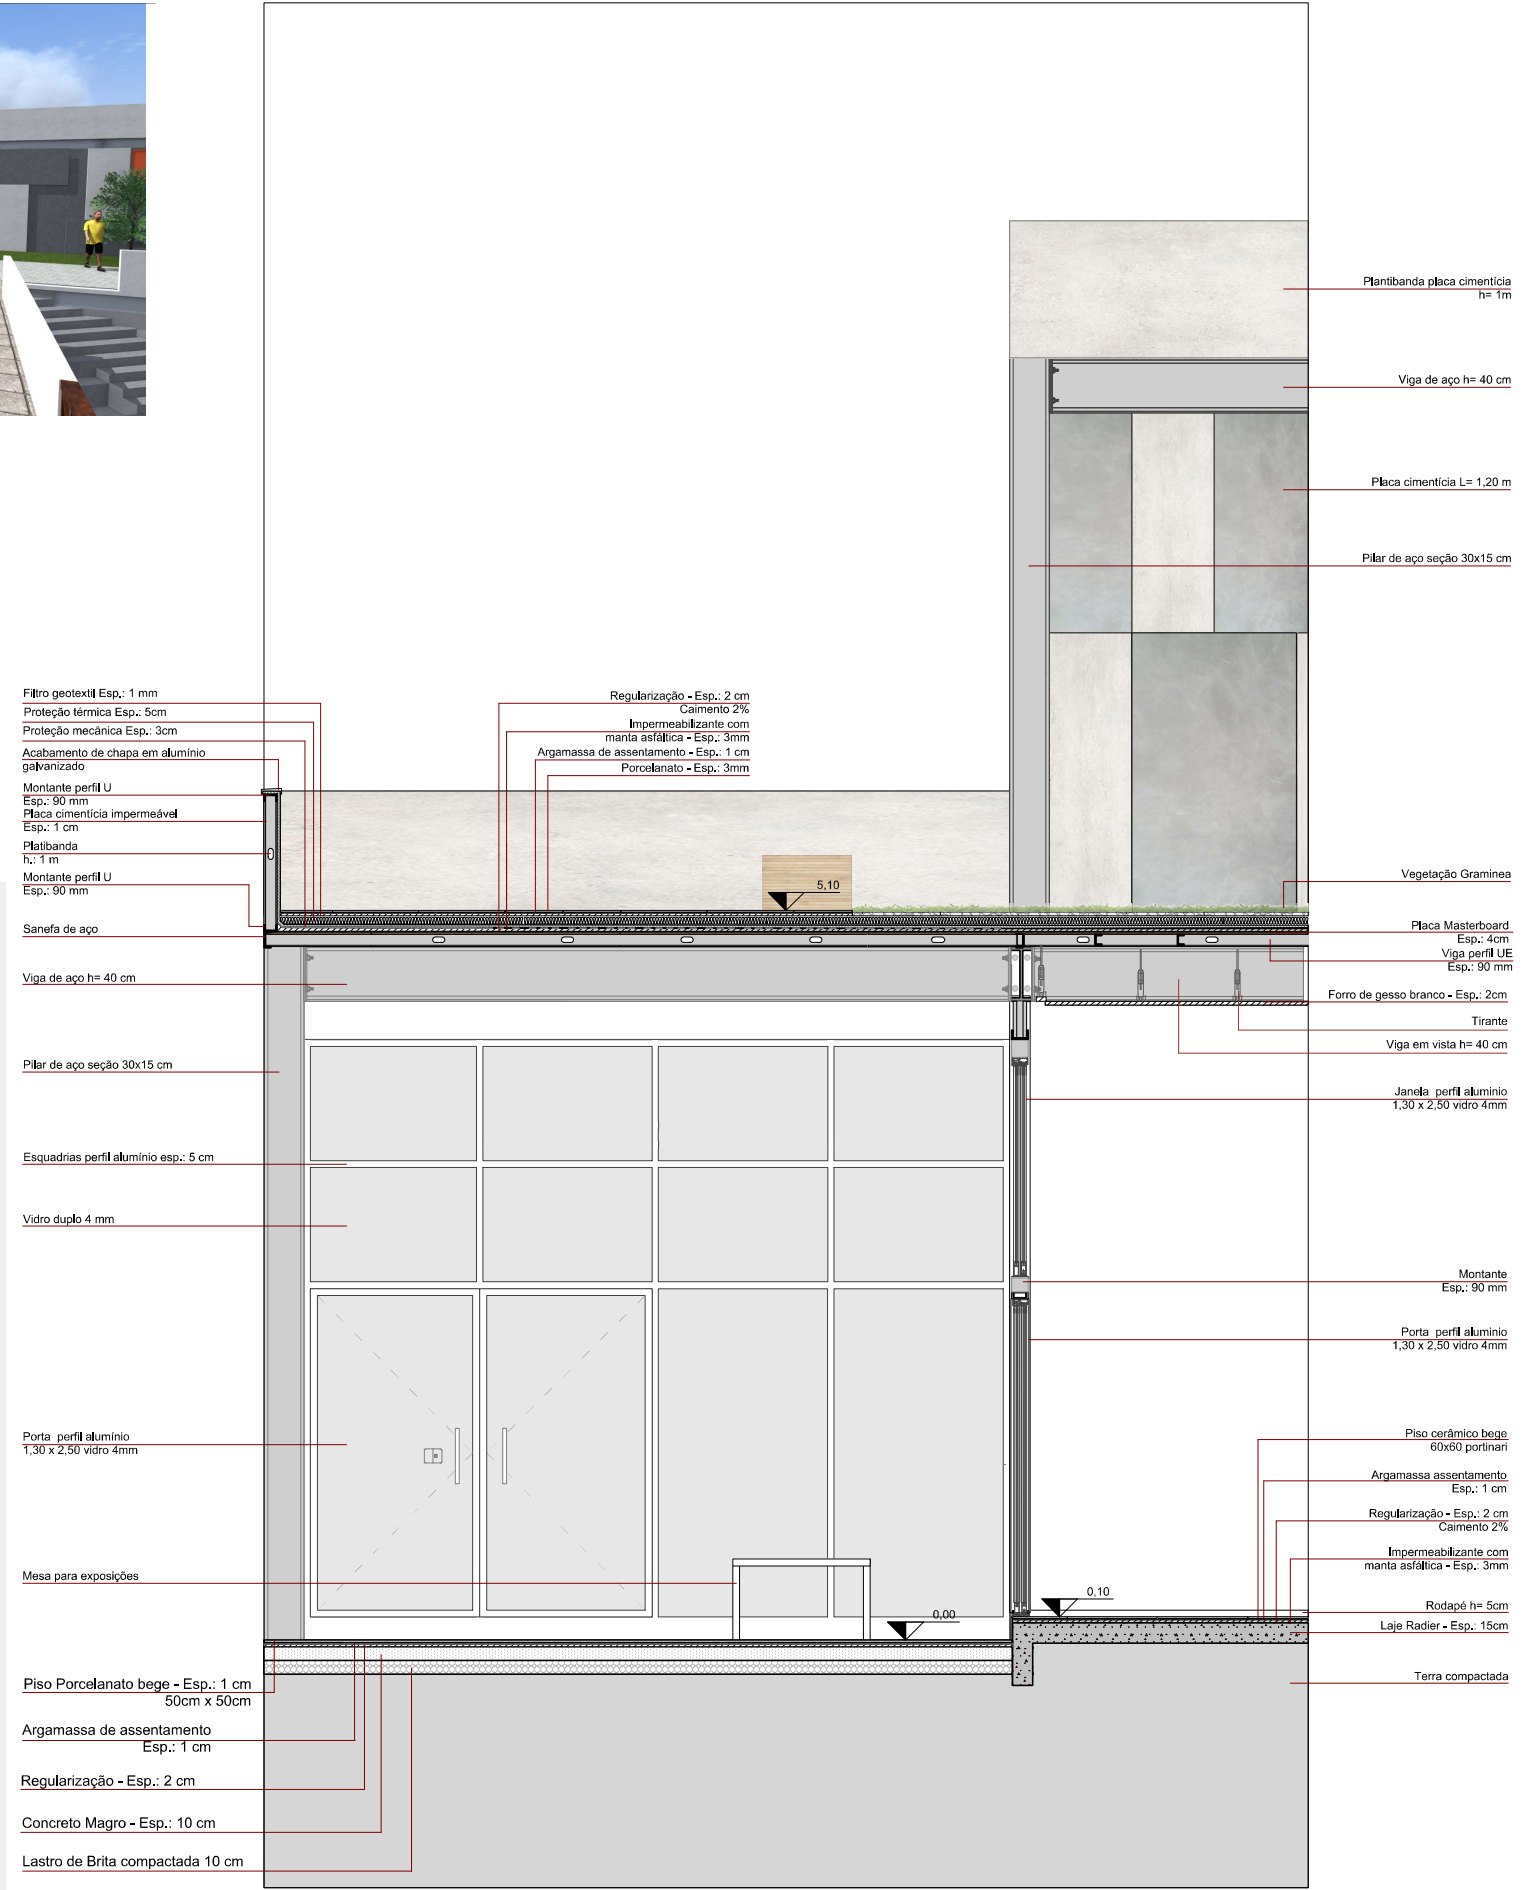 Plantibanda placa cimentícia
h= 1m
Viga de aço h= 40 cm
Placa cimentícia L= 1,20 m
Pilar de aço seção 30x15 cm
Filtro geotextil Esp.: 1 mm
Proteção térmica Esp.: 5cm
Proteção mecânica Esp.: 3cm
Acabamento de chapa em alumínio
galvanizado
Montante perfil U
Esp.: 90 mm
Placa cimentícia impermeável
Esp.: 1 cm
Platibanda
h.: 1 m
Montante perfil U
Esp.: 90 mm
Sanefa de aço
Viga de aço h= 40 cm
Pilar de aço seção 30x15 cm
Esquadrias perfil alumínio esp.: 5 cm
Vidro duplo 4 mm
Porta perfil alumínio
1,30 x 2,50 vidro 4mm
Mesa para exposições
Piso Porcelanato bege - Esp.: 1 cm
50cm x 50cm
Argamassa de assentamento
Esp.: 1 cm
Regularização - Esp.: 2 cm
Concreto Magro - Esp.: 10 cm
Lastro de Brita compactada 10 cm
Regularização - Esp.: 2 cm
Caimento 2%
Impermeabilizante com
manta asfáltica - Esp.: 3mm
Argamassa de assentamento - Esp.: 1 cm
Porcelanato - Esp.: 3mm
5,10
0,00
0,10
Vegetação Graminea
Placa Masterboard
Esp.: 4cm
Viga perfil UE
Esp.: 90 mm
Forro de gesso branco - Esp.: 2cm
Tirante
Viga em vista h= 40 cm
Janela perfil aluminio
1,30 x 2,50 vidro 4mm
Montante
Esp.: 90 mm
Porta perfil aluminio
1,30 x 2,50 vidro 4mm
Piso cerâmico bege
60x60 portinari
Argamassa assentamento
Esp.: 1 cm
Regularização - Esp.: 2 cm
Caimento 2%
Impermeabilizante com
manta asfáltica - Esp.: 3mm
Rodapé h= 5cm
Laje Radier - Esp.: 15cm
Terra compactada